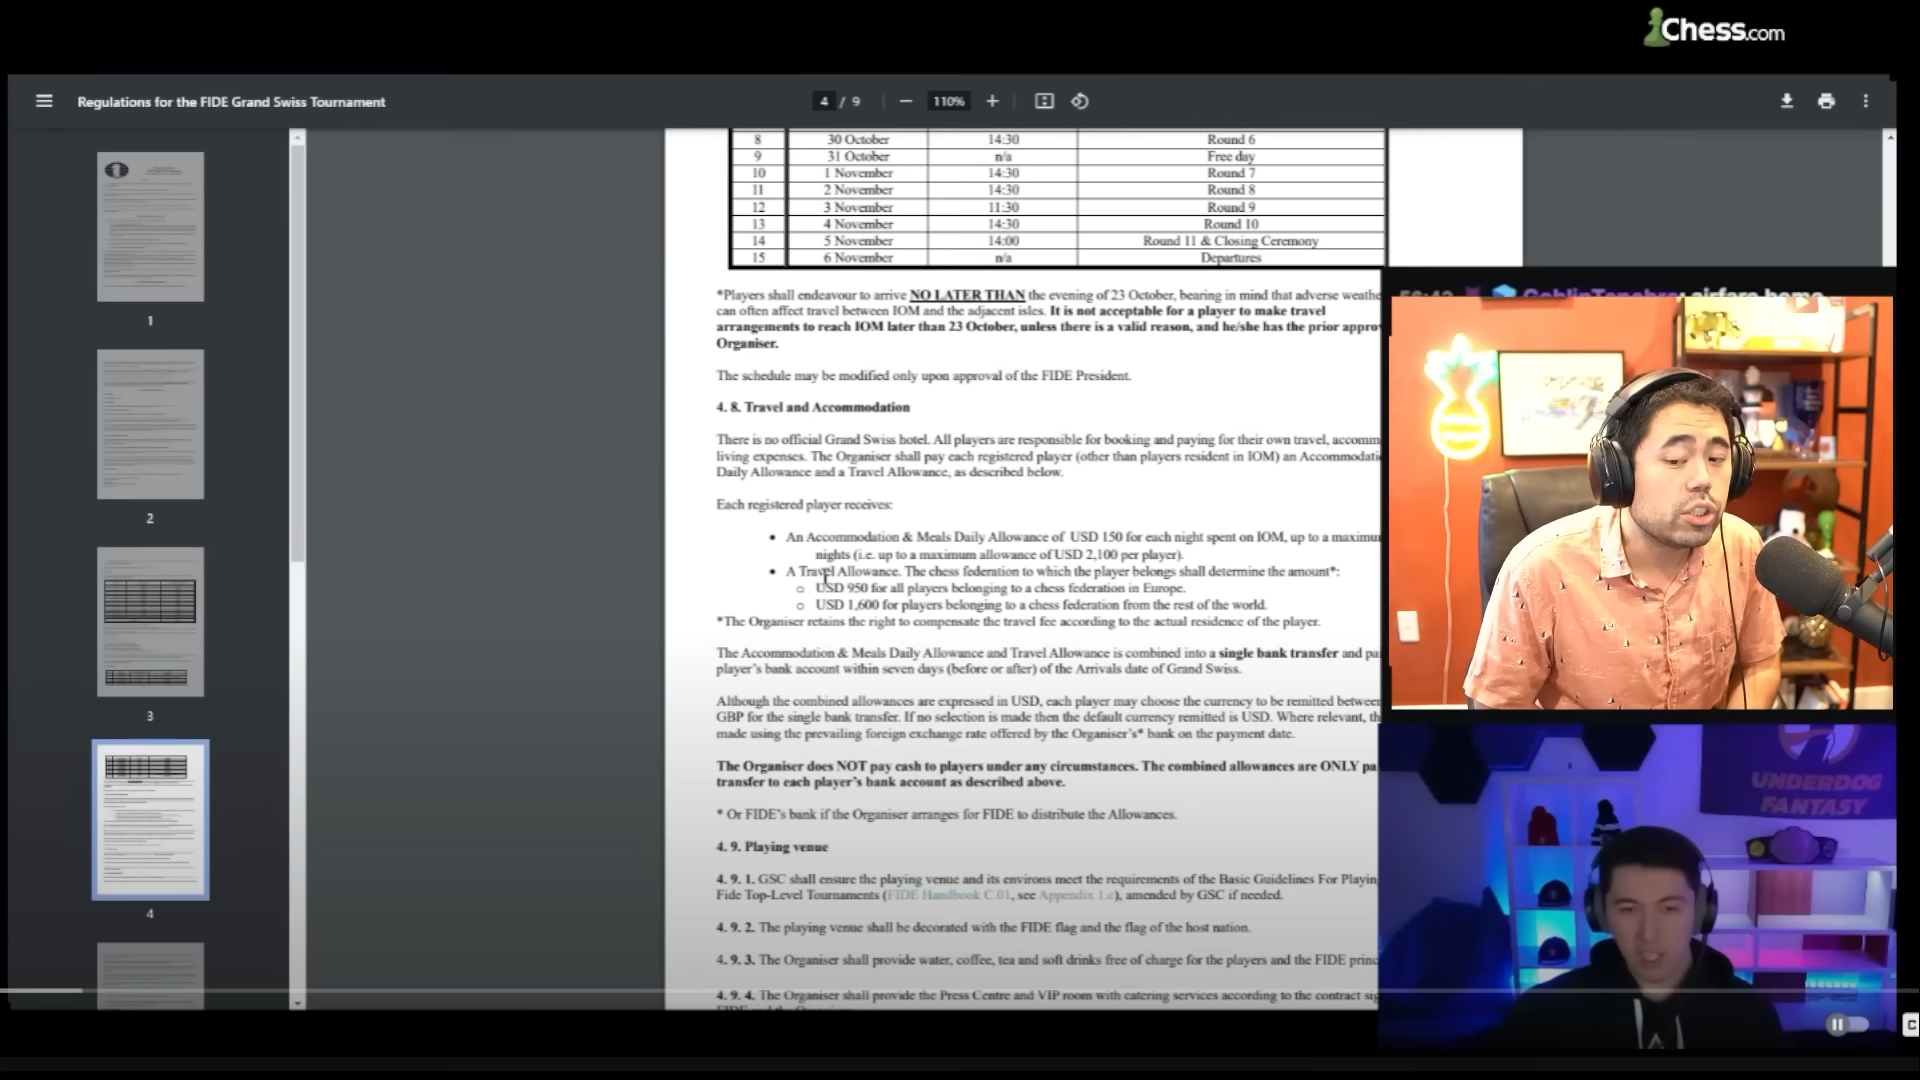 Chess.com
Regulations for the FIDE Grand Swiss Tournament
4 / 9
110%
8 30 October 14:30 Round 6
9 31 October n/a Free day
10 1 November 14:30 Round 7
11 2 November 14:30 Round 8
12 3 November 11:30 Round 9
13 4 November 14:30 Round 10
14 5 November 14:00 Round 11 & Closing Ceremony
15 6 November n/a Departures
*Players shall endeavour to arrive NO LATER THAN the evening of 23 October, bearing in mind that adverse weathe
can often affect travel between IOM and the adjacent isles. It is not acceptable for a player to make travel
arrangements to reach IOM later than 23 October, unless there is a valid reason, and he/she has the prior approv
Organiser.
The schedule may be modified only upon approval of the FIDE President.
4. 8. Travel and Accommodation
There is no official Grand Swiss hotel. All players are responsible for booking and paying for their own travel, accomm
living expenses. The Organiser shall pay each registered player (other than players resident in IOM) an Accommodati
Daily Allowance and a Travel Allowance, as described below.
Each registered player receives:
• An Accommodation & Meals Daily Allowance of USD 150 for each night spent on IOM, up to a maximu
nights (i.e. up to a maximum allowance of USD 2,100 per player).
• A Travel Allowance. The chess federation to which the player belongs shall determine the amount*:
o USD 950 for all players belonging to a chess federation in Europe.
o USD 1,600 for players belonging to a chess federation from the rest of the world.
*The Organiser retains the right to compensate the travel fee according to the actual residence of the player.
The Accommodation & Meals Daily Allowance and Travel Allowance is combined into a single bank transfer and pa
player's bank account within seven days (before or after) of the Arrivals date of Grand Swiss.
Although the combined allowances are expressed in USD, each player may choose the currency to be remitted between
GBP for the single bank transfer. If no selection is made then the default currency remitted is USD. Where relevant, th
made using the prevailing foreign exchange rate offered by the Organiser's* bank on the payment date.
The Organiser does NOT pay cash to players under any circumstances. The combined allowances are ONLY pa
transfer to each player's bank account as described above.
* Or FIDE's bank if the Organiser arranges for FIDE to distribute the Allowances.
4. 9. Playing venue
4. 9. 1. GSC shall ensure the playing venue and its environs meet the requirements of the Basic Guidelines For Playin
Fide Top-Level Tournaments (FIDE Handbook C.01, see Appendix 1.c), amended by GSC if needed.
4. 9. 2. The playing venue shall be decorated with the FIDE flag and the flag of the host nation.
4. 9. 3. The Organiser shall provide water, coffee, tea and soft drinks free of charge for the players and the FIDE princ
4. 9. 4. The Organiser shall provide the Press Centre and VIP room with catering services according to the contract sig
1
2
3
4
UNDERDOG
FANTASY